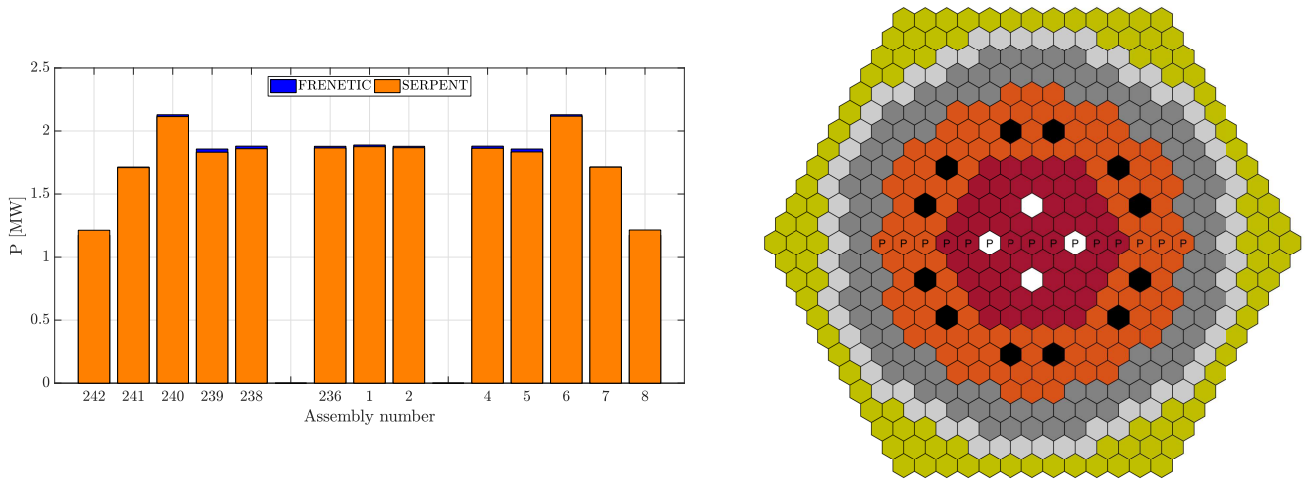 2.5
FRENETIC SERPENT
2
1.5
1
0.5
0
P [MW]
242 241 240 239 238 236 1 2 4 5 6 7 8
Assembly number
P P P P P P P P P P P P P P P